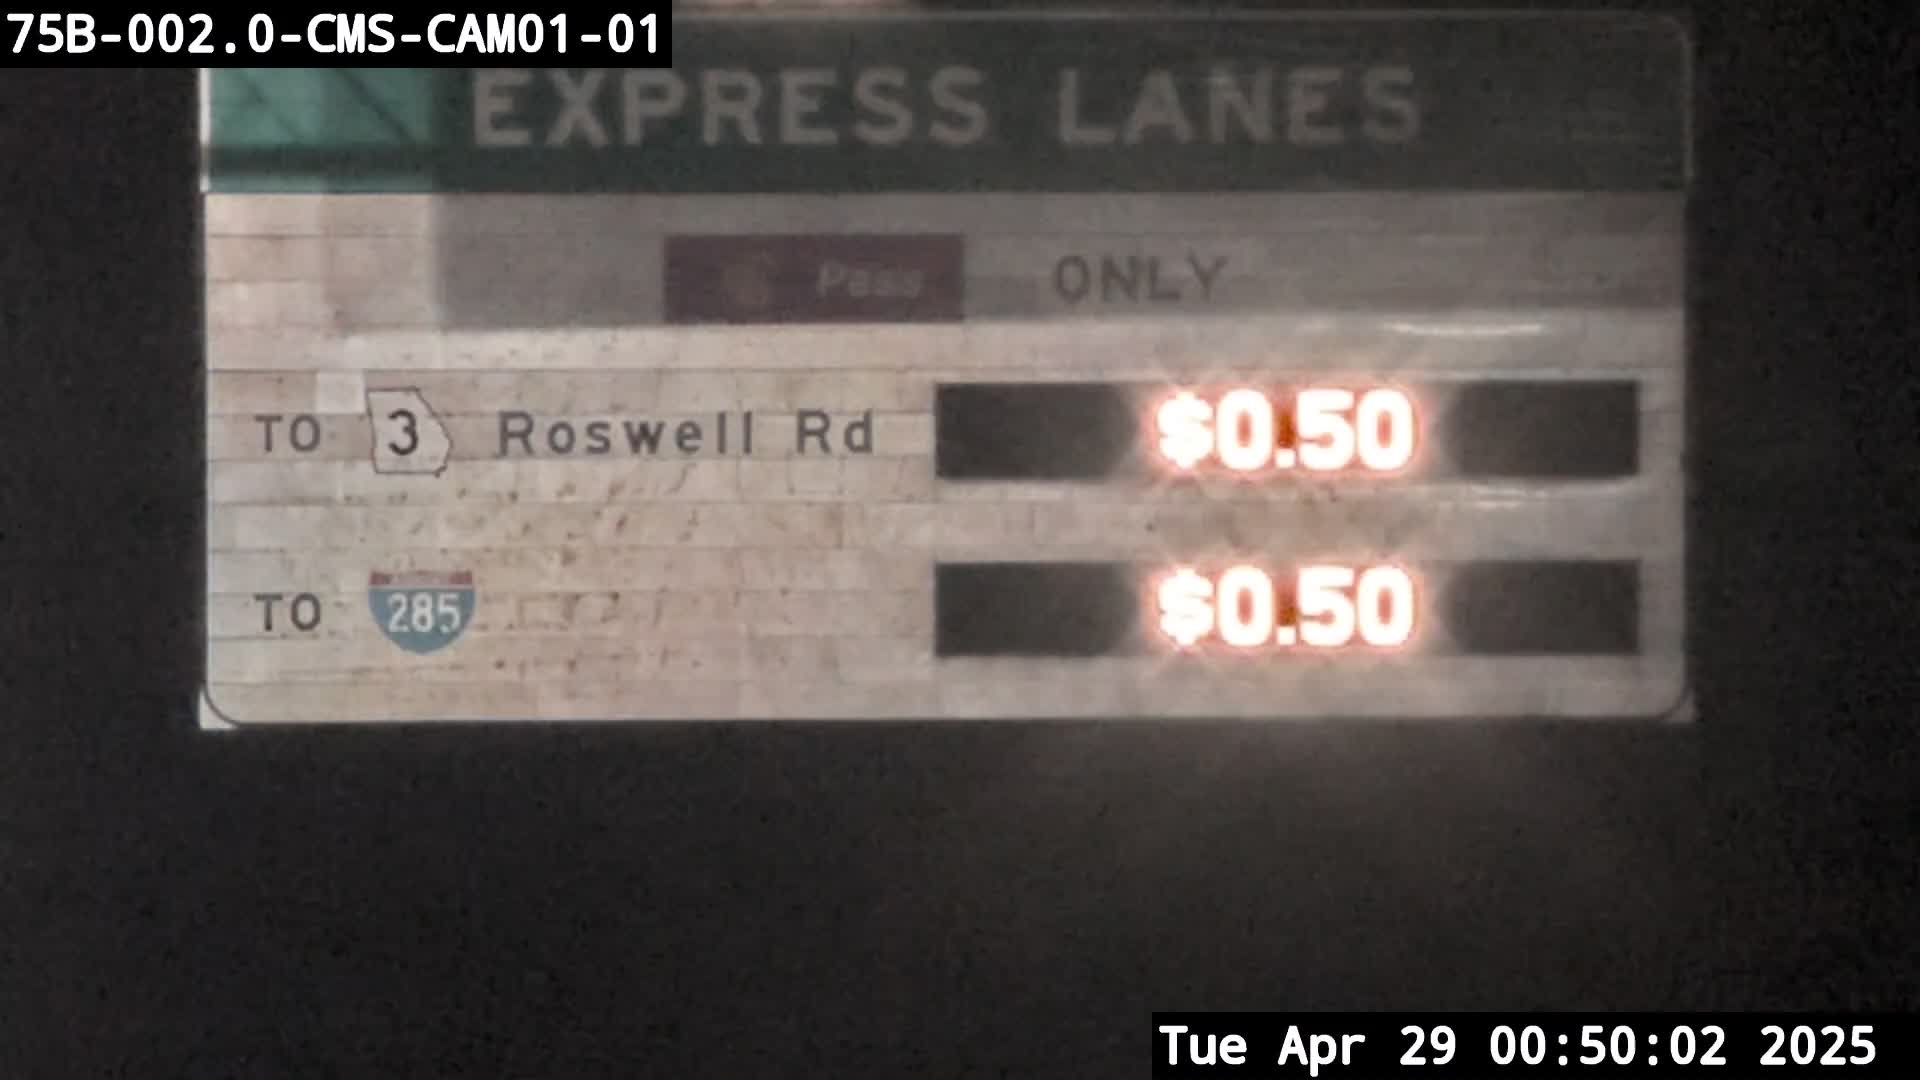 75B-002.0-CMS-CAM01-01
EXPRESS LANES
Pass ONLY
TO 3 Roswell Rd $0.50
TO 285 $0.50
Tue Apr 29 00:50:02 2025